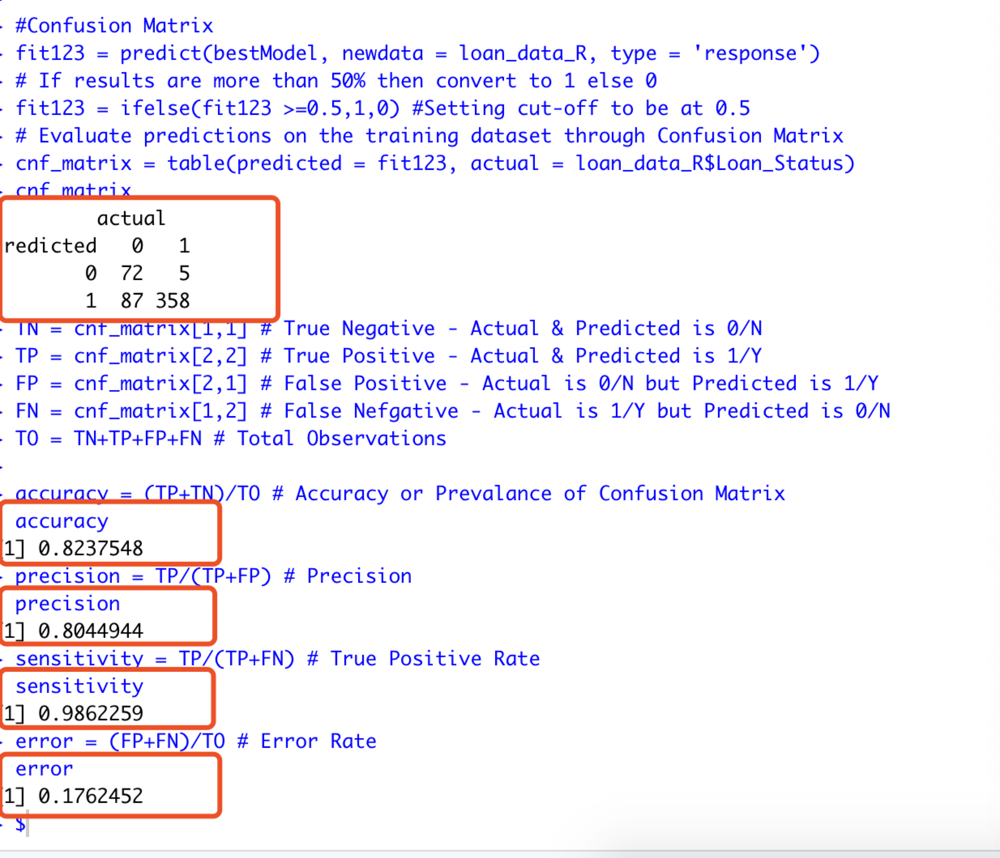 #Confusion Matrix
fit123 = predict(bestModel, newdata = loan_data_R, type = 'response')
# If results are more than 50% then convert to 1 else 0
fit123 = ifelse(fit123 >=0.5,1,0) #Setting cut-off to be at 0.5
# Evaluate predictions on the training dataset through Confusion Matrix
cnf_matrix = table(predicted = fit123, actual = loan_data_R$Loan_Status)
cnf_matrix
actual
redicted 0 1
0 72 5
1 87 358
TN = cnf_matrix[1,1] # True Negative - Actual & Predicted is 0/N
TP = cnf_matrix[2,2] # True Positive - Actual & Predicted is 1/Y
FP = cnf_matrix[2,1] # False Positive - Actual is 0/N but Predicted is 1/Y
FN = cnf_matrix[1,2] # False Nefgative - Actual is 1/Y but Predicted is 0/N
TO = TN+TP+FP+FN # Total Observations
accuracy = (TP+TN)/TO # Accuracy or Prevalance of Confusion Matrix
accuracy
1] 0.8237548
precision = TP/(TP+FP) # Precision
precision
1] 0.8044944
sensitivity = TP/(TP+FN) # True Positive Rate
sensitivity
1] 0.9862259
error = (FP+FN)/TO # Error Rate
error
1] 0.1762452
$